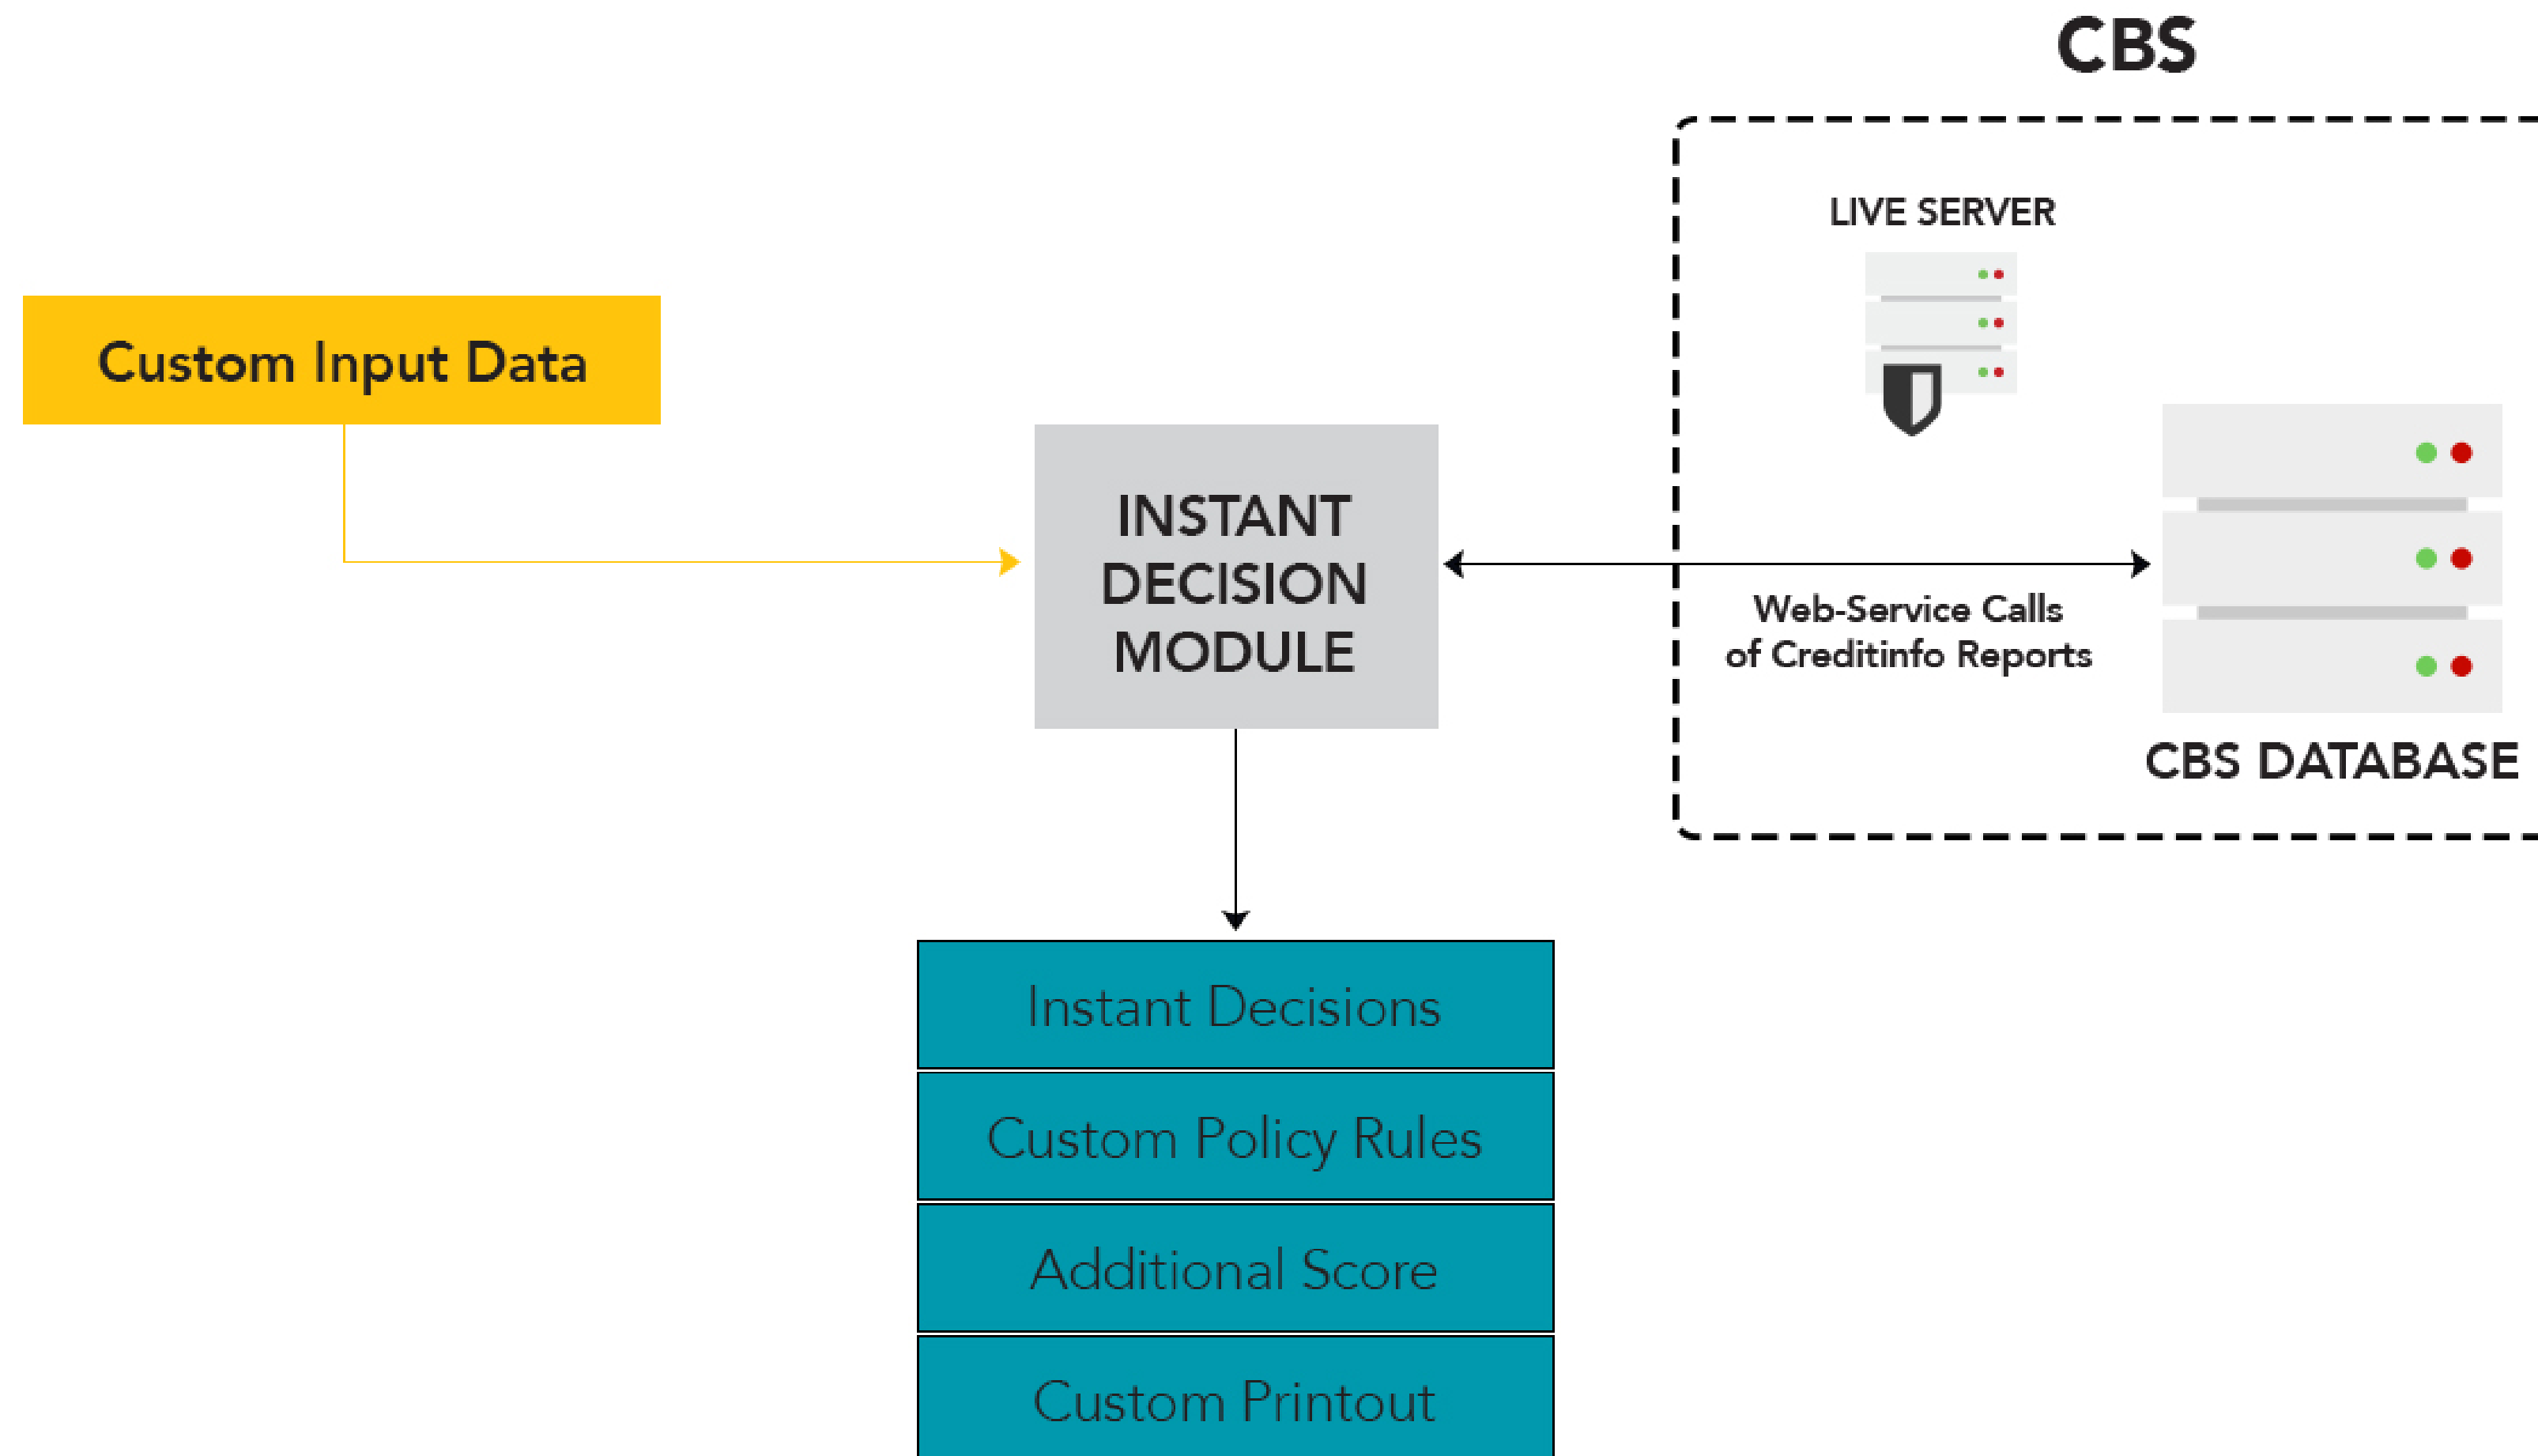 CBS
LIVE SERVER
Custom Input Data
INSTANT
DECISION
MODULE
Web-Service Calls
of Creditinfo Reports
CBS DATABASE
Instant Decisions
Custom Policy Rules
Additional Score
Custom Printout